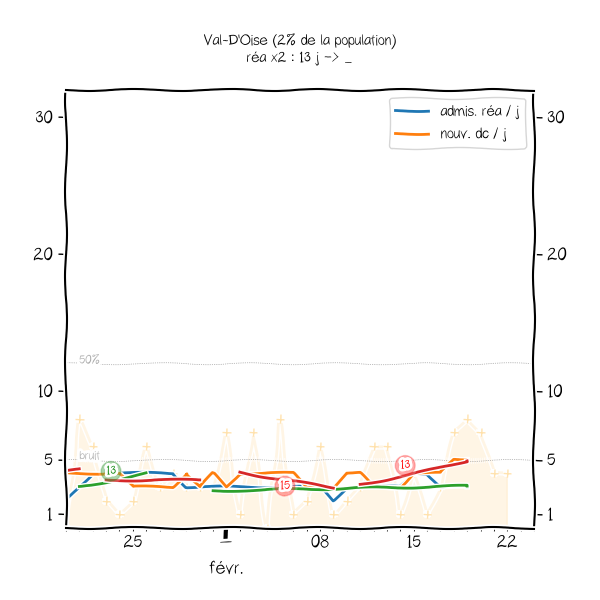 Val-D'Oise (2% de la population)
réa x2 : 13 j -> _
admis. réa / j
nouv. dc / j
30 30
20 20
50%
10 10
bruit
5 5
13
13
15
1 1
25 08 15 22
févr.